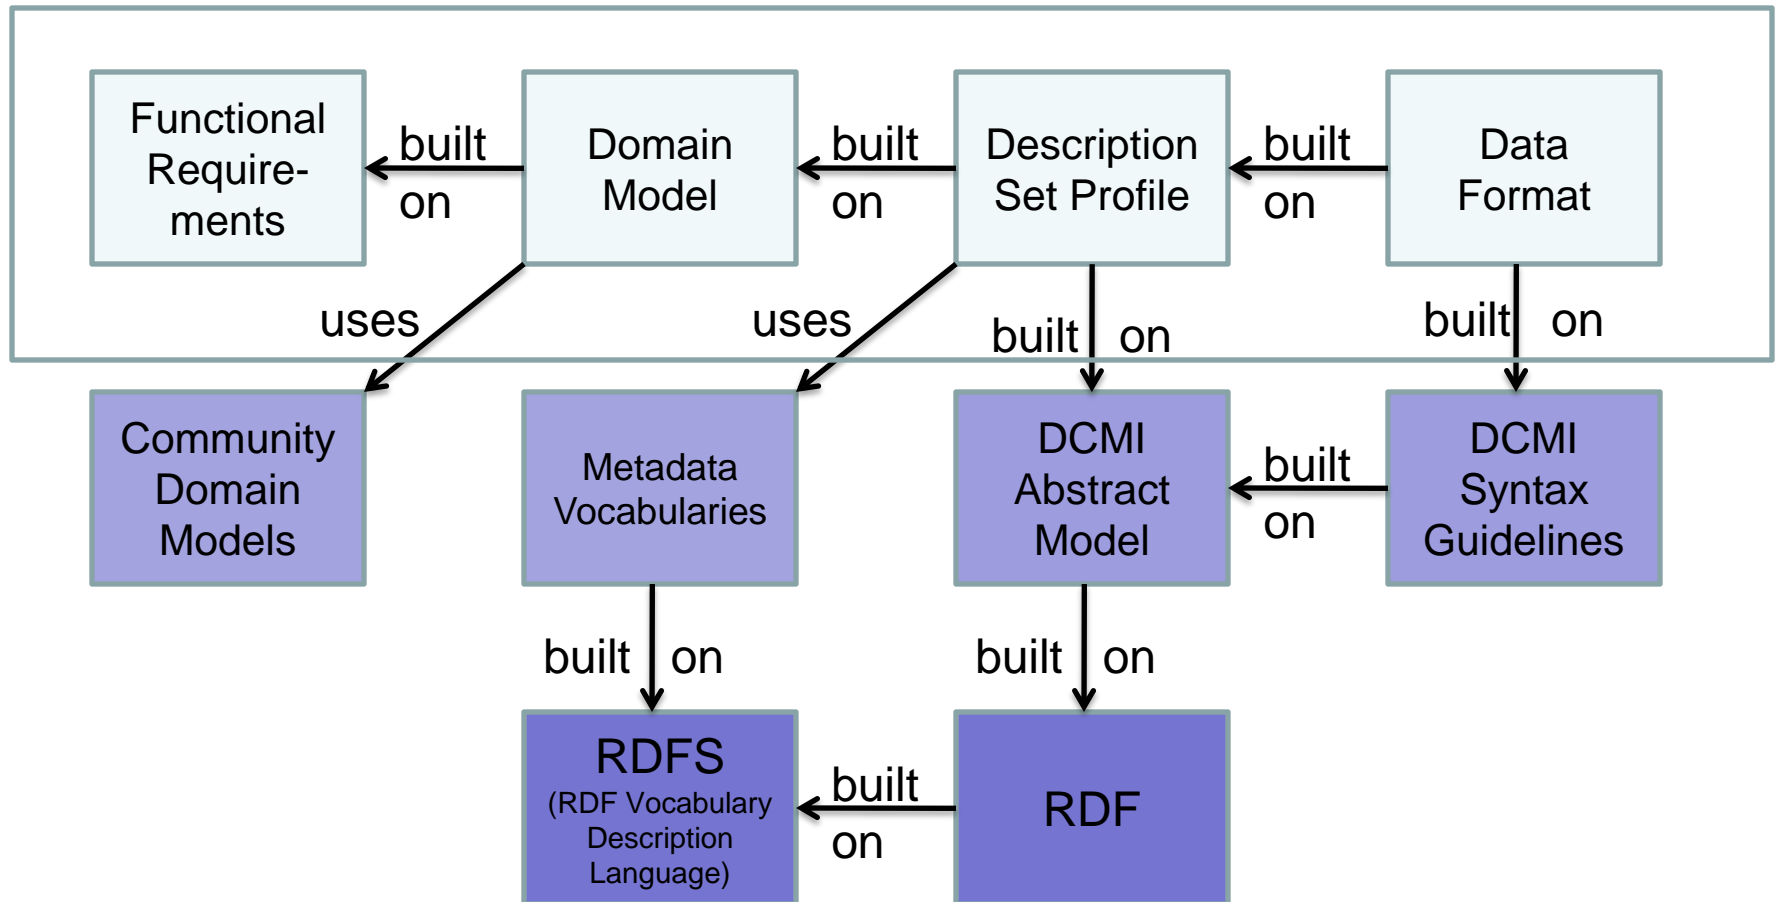 Functional
Require-
ments
built
on
Domain
Model
built
on
Description
Set Profile
built
on
Data
Format
uses
uses
built on
built on
Community
Domain
Models
Metadata
Vocabularies
DCMI
Abstract
Model
built
on
DCMI
Syntax
Guidelines
built on
built on
RDFS
(RDF Vocabulary
Description
Language)
built
on
RDF